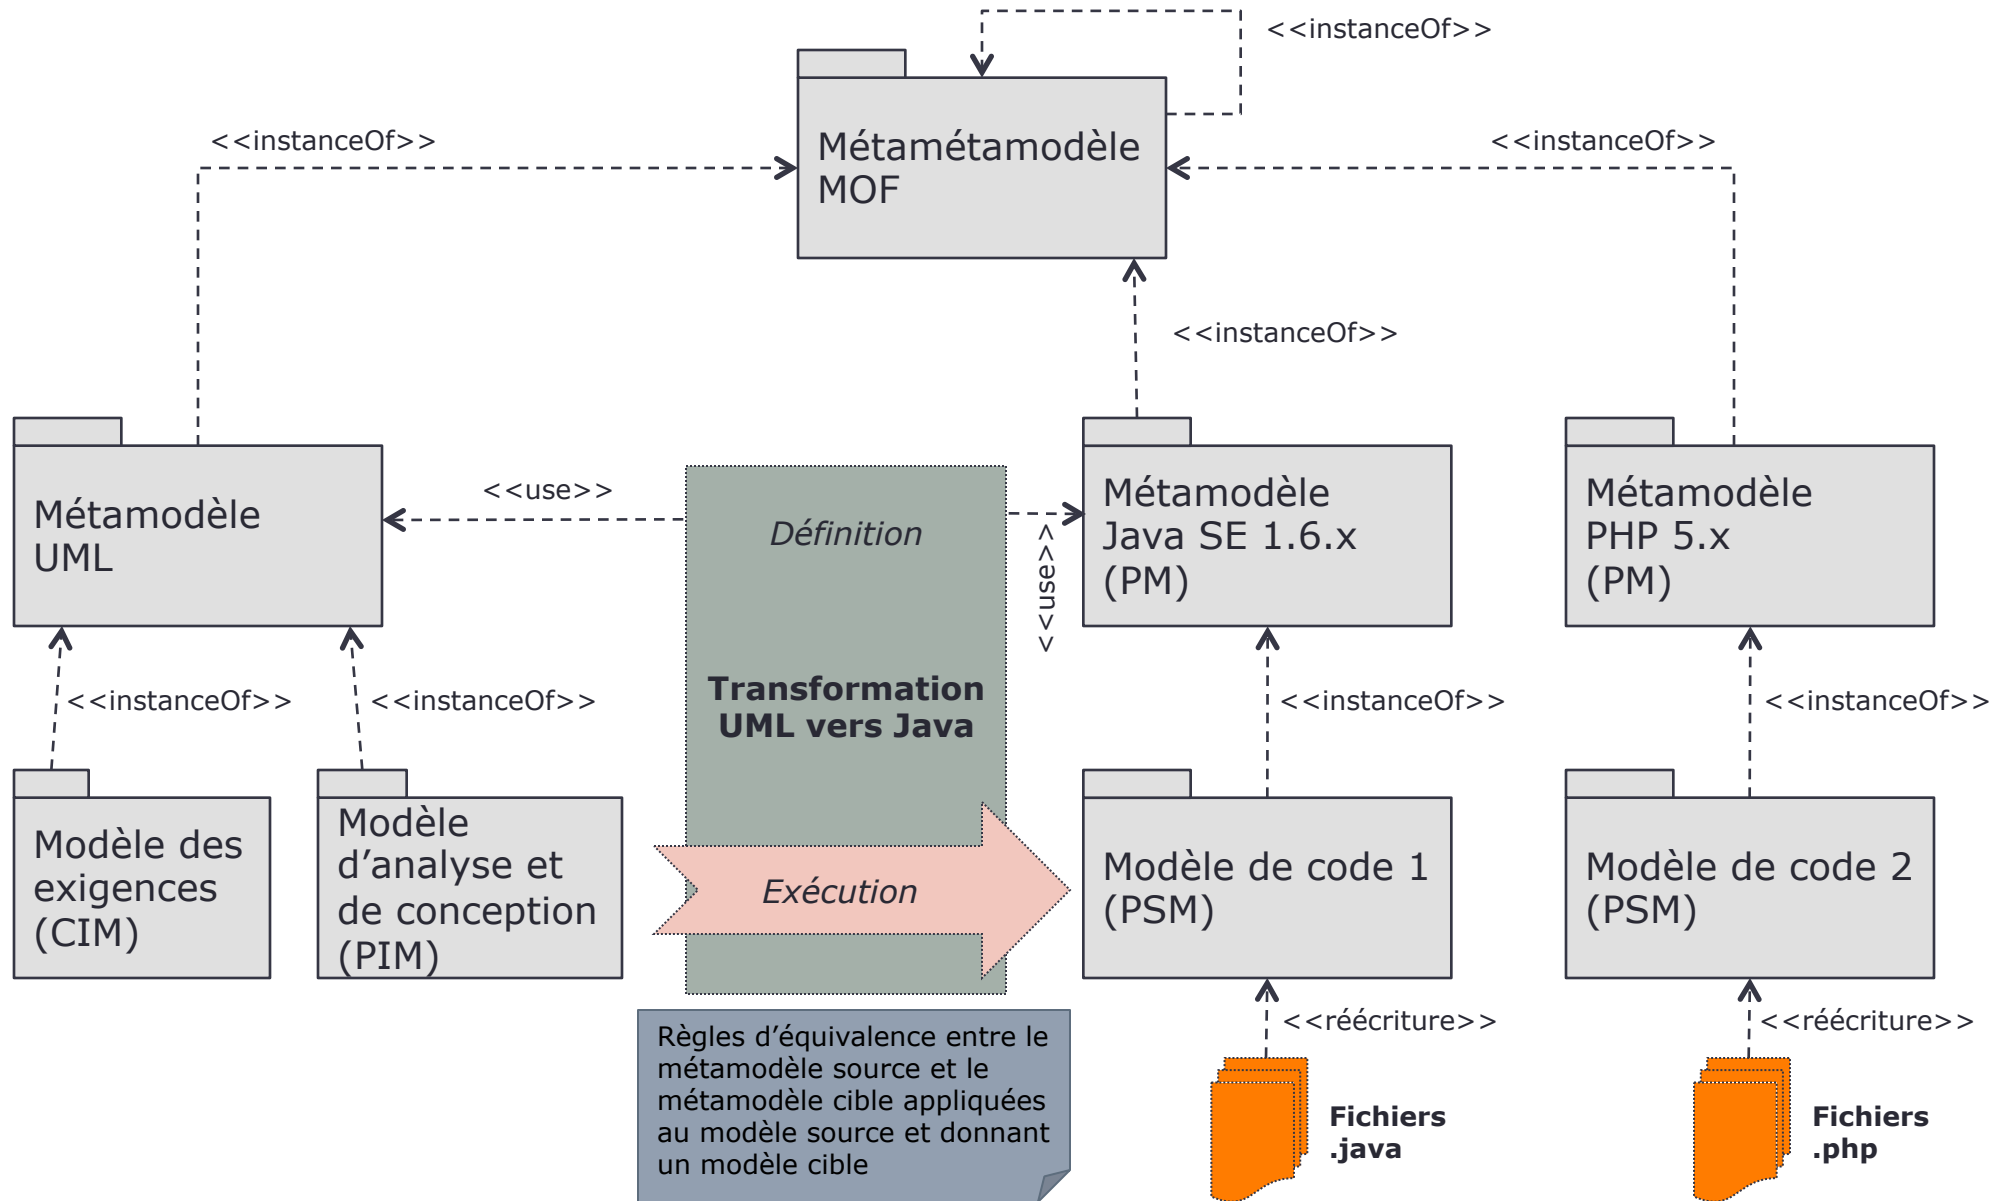 <<instanceOf>>
<<instanceOf>>
Métamétamodèle
MOF
<<instanceOf>>
<<instanceOf>>
Métamodèle
UML
<<use>>
Définition
<<use>>
Métamodèle
Java SE 1.6.x
(PM)
Métamodèle
PHP 5.x
(PM)
<<instanceOf>>
<<instanceOf>>
Transformation
UML vers Java
<<instanceOf>>
<<instanceOf>>
Modèle des
exigences
(CIM)
Modèle
d’analyse et
de conception
(PIM)
Exécution
Modèle de code 1
(PSM)
Modèle de code 2
(PSM)
<<réécriture>>
<<réécriture>>
Règles d’équivalence entre le
métamodèle source et le
métamodèle cible appliquées
au modèle source et donnant
un modèle cible
Fichiers
.java
Fichiers
.php